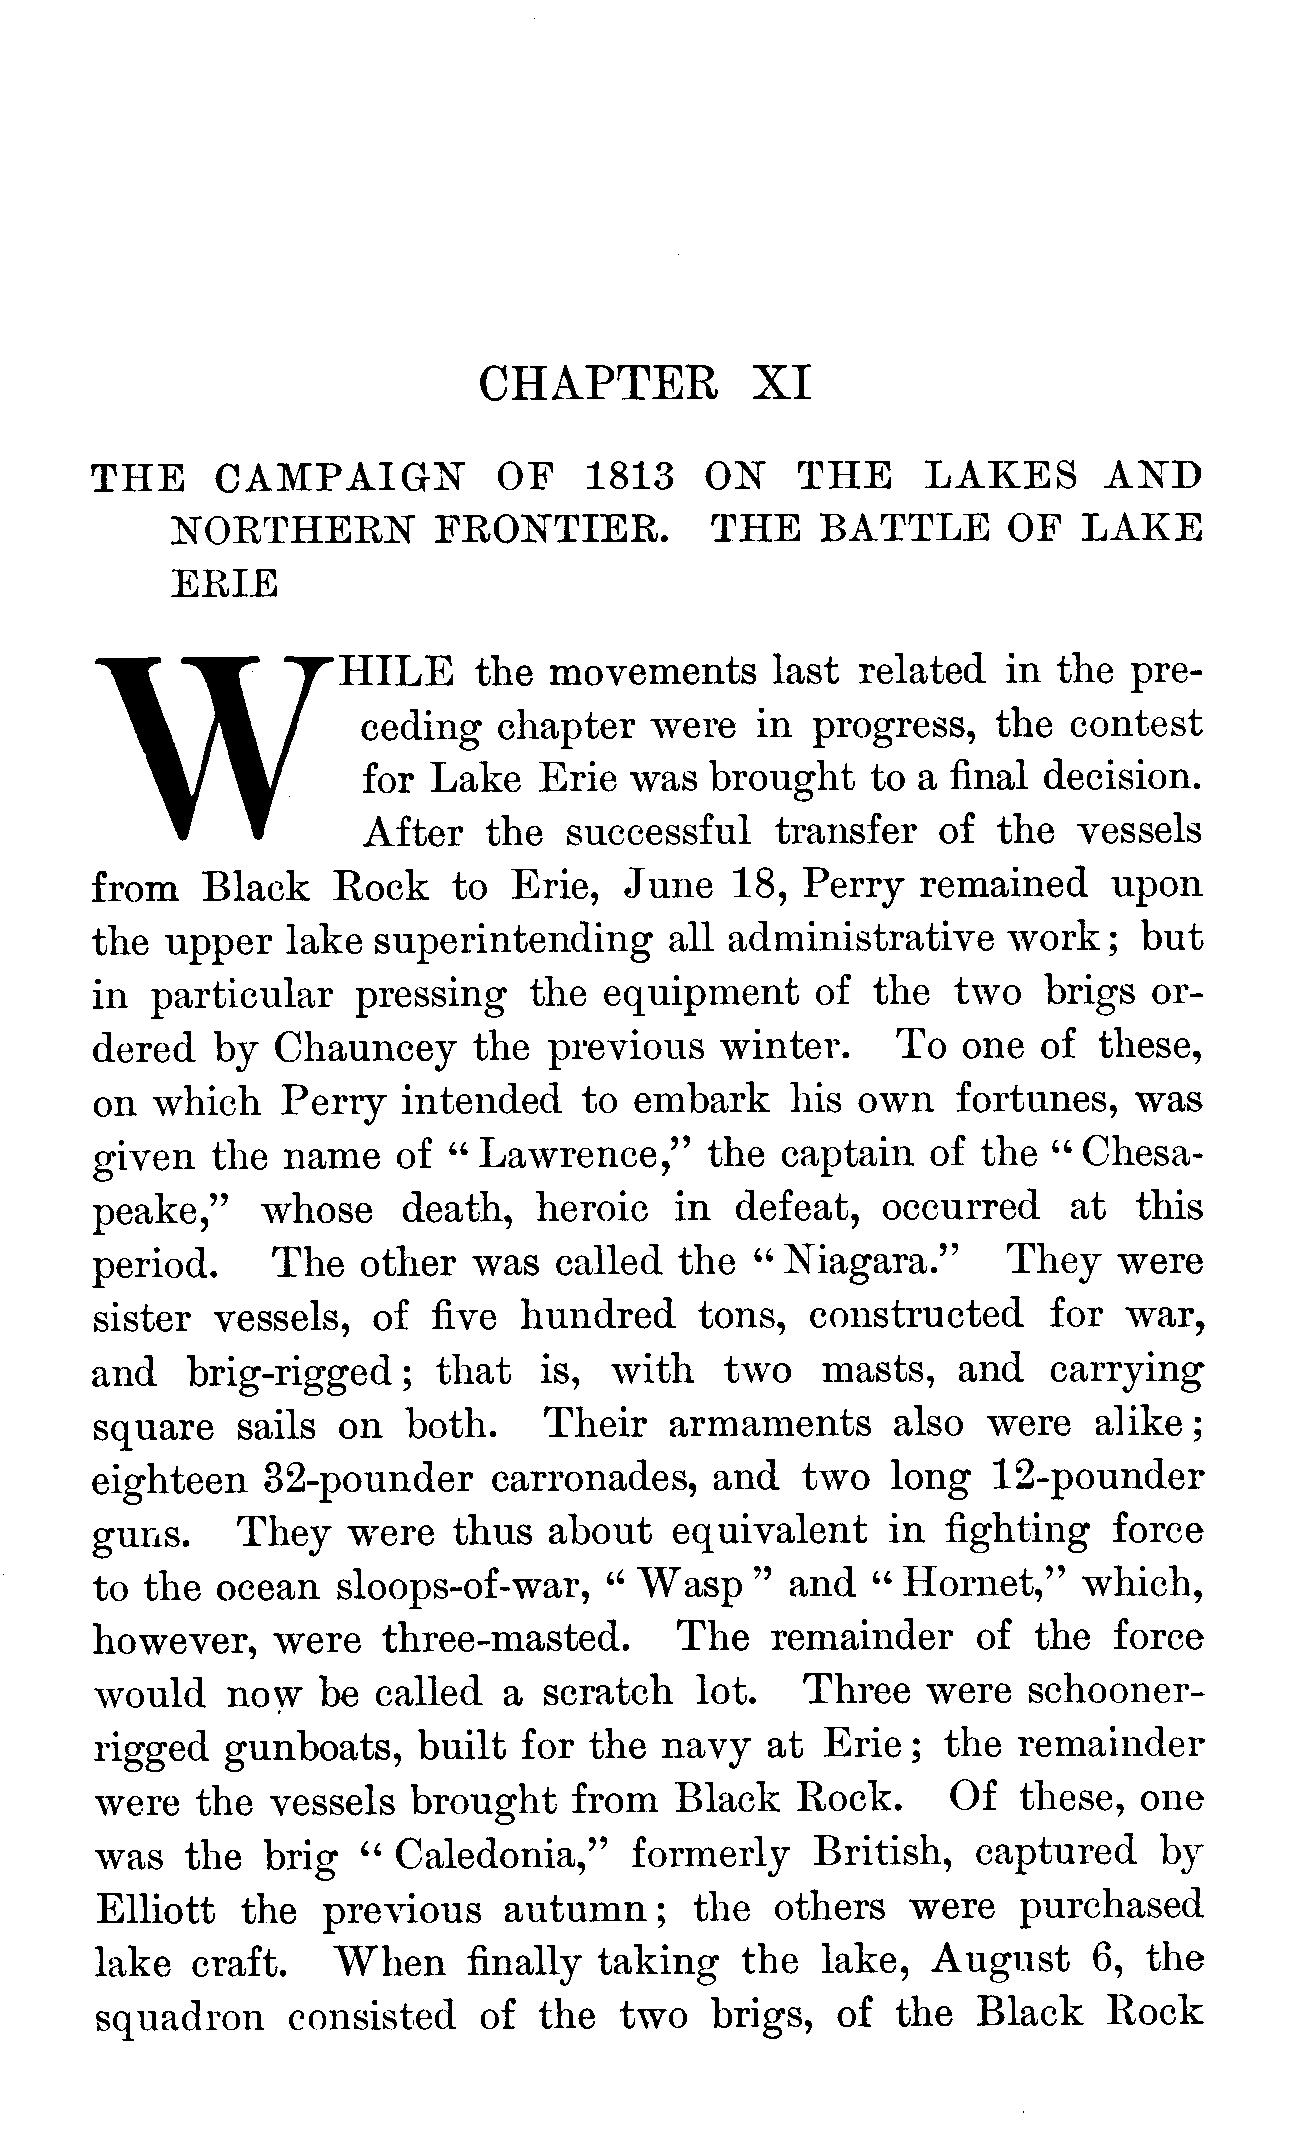 CHAPTER XI
THE CAMPAIGN OF 1813 ON THE LAKES AND
NORTHERN FRONTIER. THE BATTLE OF LAKE
ERIE
WHILE the movements last related in the pre-
ceding chapter were in progress, the contest
for Lake Erie was brought to a final decision.
After the successful transfer of the vessels
from Black Rock to Erie, June 18, Perry remained upon
the upper lake superintending all administrative work; but
in particular pressing the equipment of the two brigs or-
dered by Chauncey the previous winter. To one of these,
on which Perry intended to embark his own fortunes, was
given the name of "Lawrence," the captain of the "Chesa-
peake," whose death, heroic in defeat, occurred at this
period. The other was called the "Niagara." They were
sister vessels, of five hundred tons, constructed for war,
and brig-rigged; that is, with two masts, and carrying
square sails on both. Their armaments also were alike;
eighteen 32-pounder carronades, and two long 12-pounder
guns. They were thus about equivalent in fighting force
to the ocean sloops-of-war, "Wasp" and "Hornet," which,
however, were three-masted. The remainder of the force
would now be called a scratch lot. Three were schooner-
rigged gunboats, built for the navy at Erie; the remainder
were the vessels brought from Black Rock. Of these, one
was the brig "Caledonia," formerly British, captured by
Elliott the previous autumn; the others were purchased
lake craft. When finally taking the lake, August 6, the
squadron consisted of the two brigs, of the Black Rock